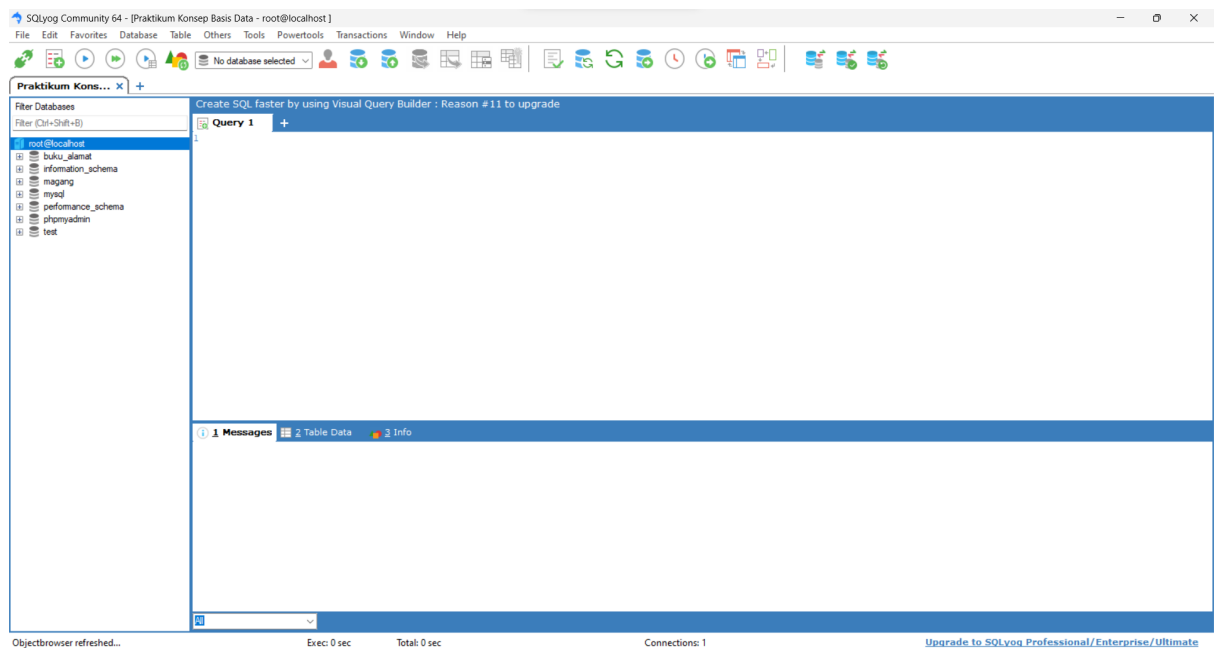 SQLyog Community 64 - [Praktikum Konsep Basis Data - root@localhost ]
File Edit Favorites Database Table Others Tools Powertools Transactions Window Help
No database selected
Praktikum Kons... × +
Filter Databases
Filter (Ctrl+Shift+B)
root@localhost
buku_alamat
information_schema
magang
mysql
performance_schema
phpmyadmin
test
Create SQL faster by using Visual Query Builder : Reason #11 to upgrade
Query 1 +
1
1 Messages 2 Table Data 3 Info
All
Objectbrowser refreshed... Exec: 0 sec Total: 0 sec Connections: 1 Upgrade to SQLyog Professional/Enterprise/Ultimate